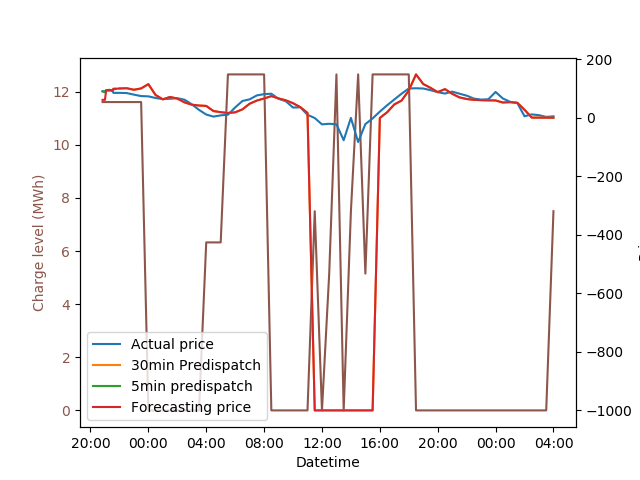 12
10
8
6
4
2
0
Charge level (MWh)
200
0
−200
−400
−600
−800
−1000
Actual price
30min Predispatch
5min predispatch
Forecasting price
20:00 00:00 04:00 08:00 12:00 16:00 20:00 00:00 04:00
Datetime